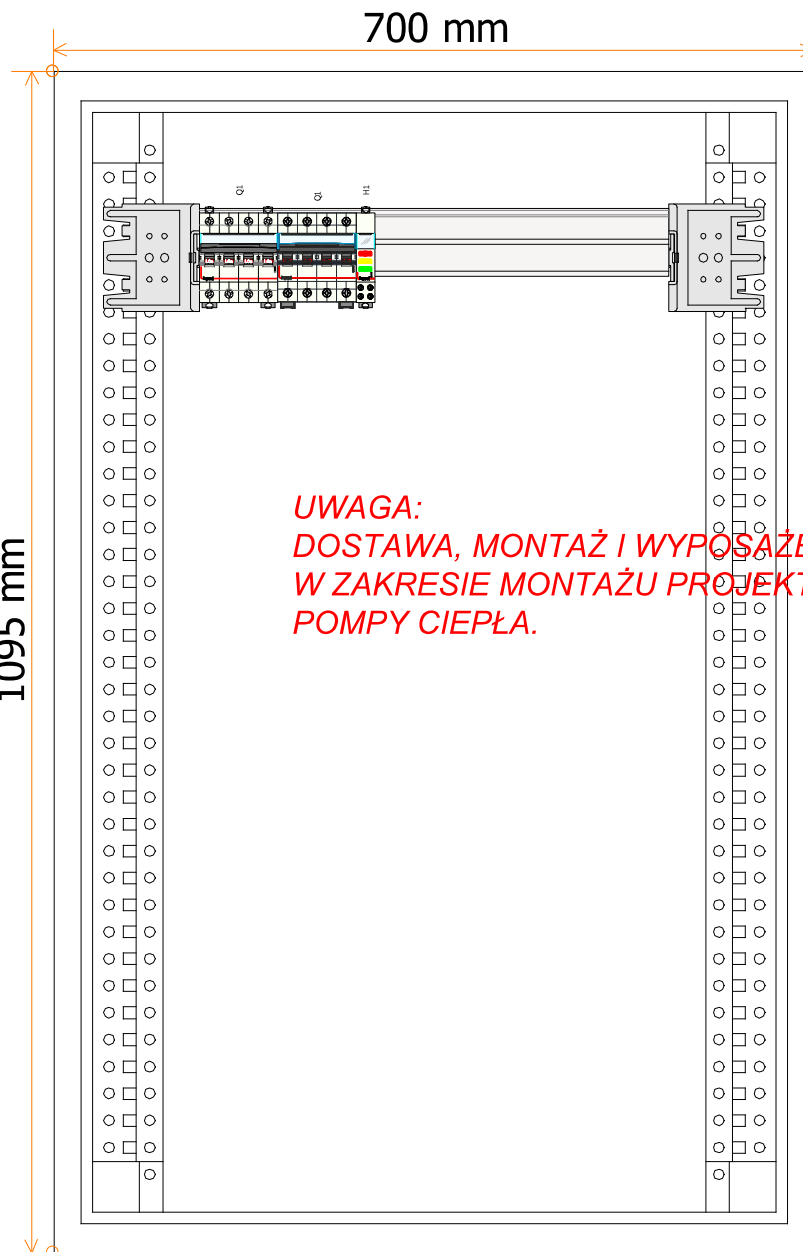 700 mm
Q1
Q1
H1
1095 mm
UWAGA:
DOSTAWA, MONTAŻ I WYPOSAŻE
W ZAKRESIE MONTAŻU PROJEKT
POMPY CIEPŁA.